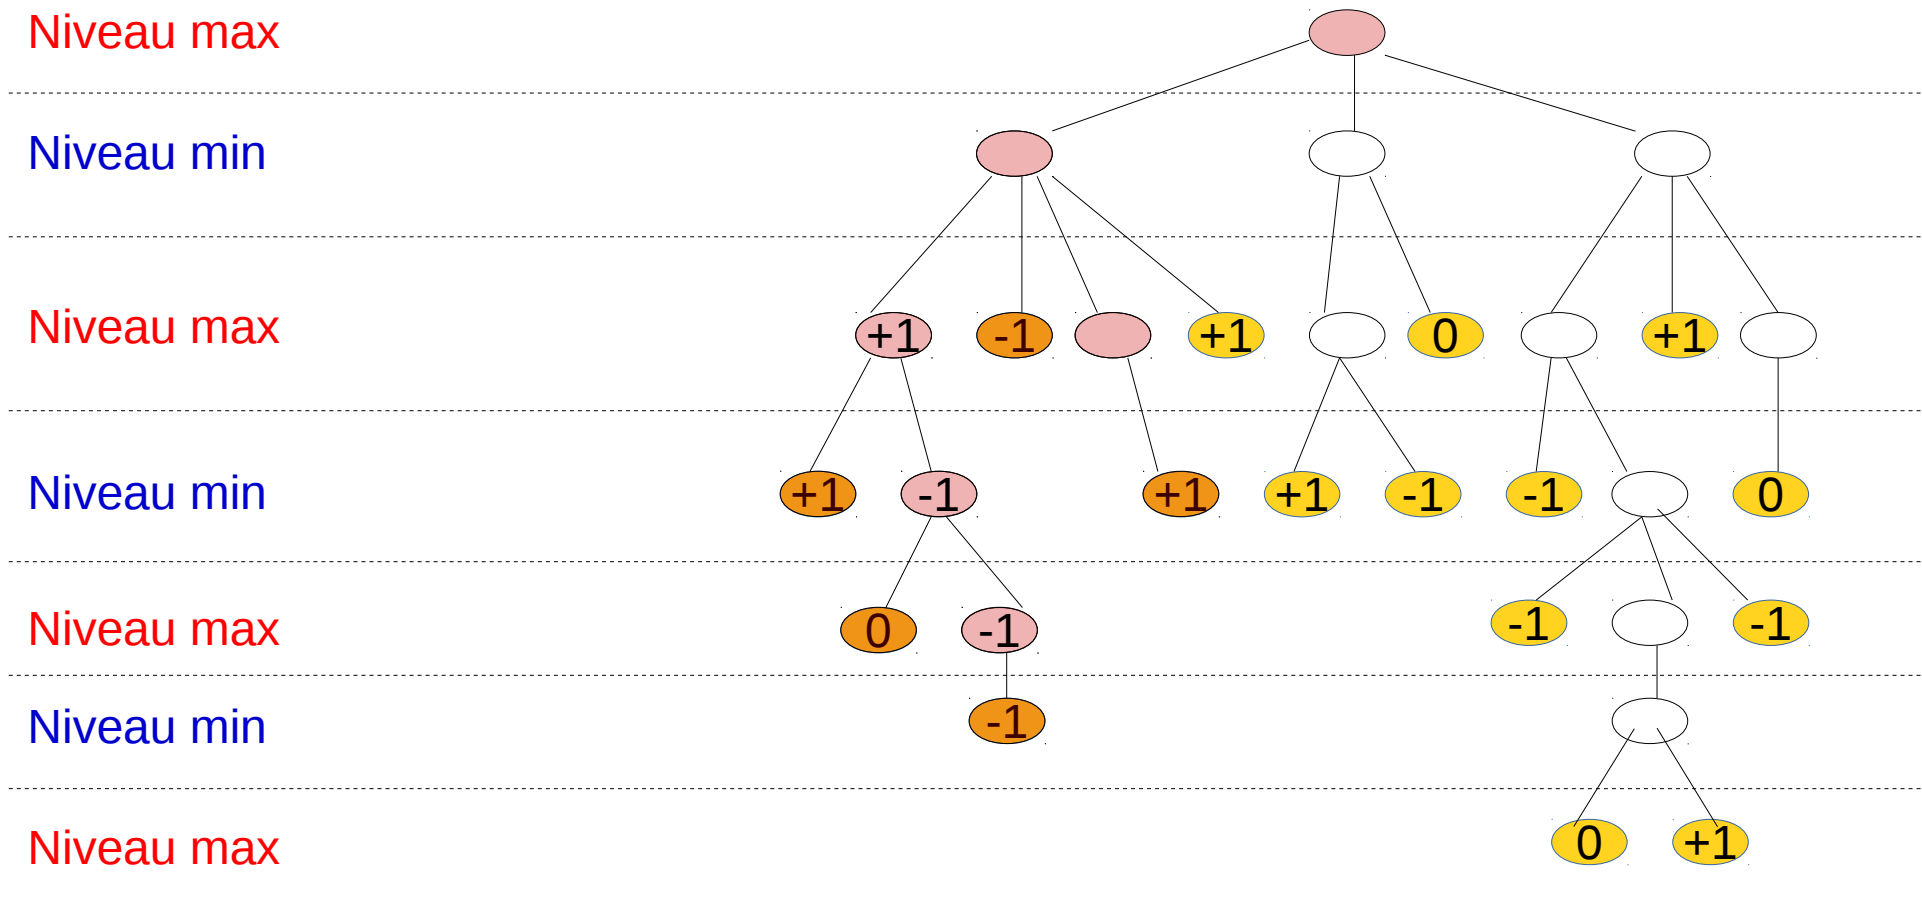 Niveau max
Niveau min
Niveau max
+1 -1 +1 0 +1
Niveau min
+1 -1 +1 +1 -1 -1 0
Niveau max
0 -1 -1 -1
Niveau min
-1
Niveau max
0 +1